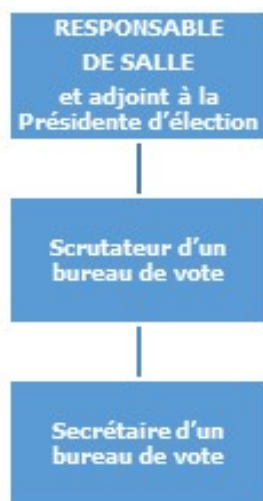 RESPONSABLE
DE SALLE
et adjoint à la
Présidente d'élection
Scrutateur d'un
bureau de vote
Secrétaire d'un
bureau de vote